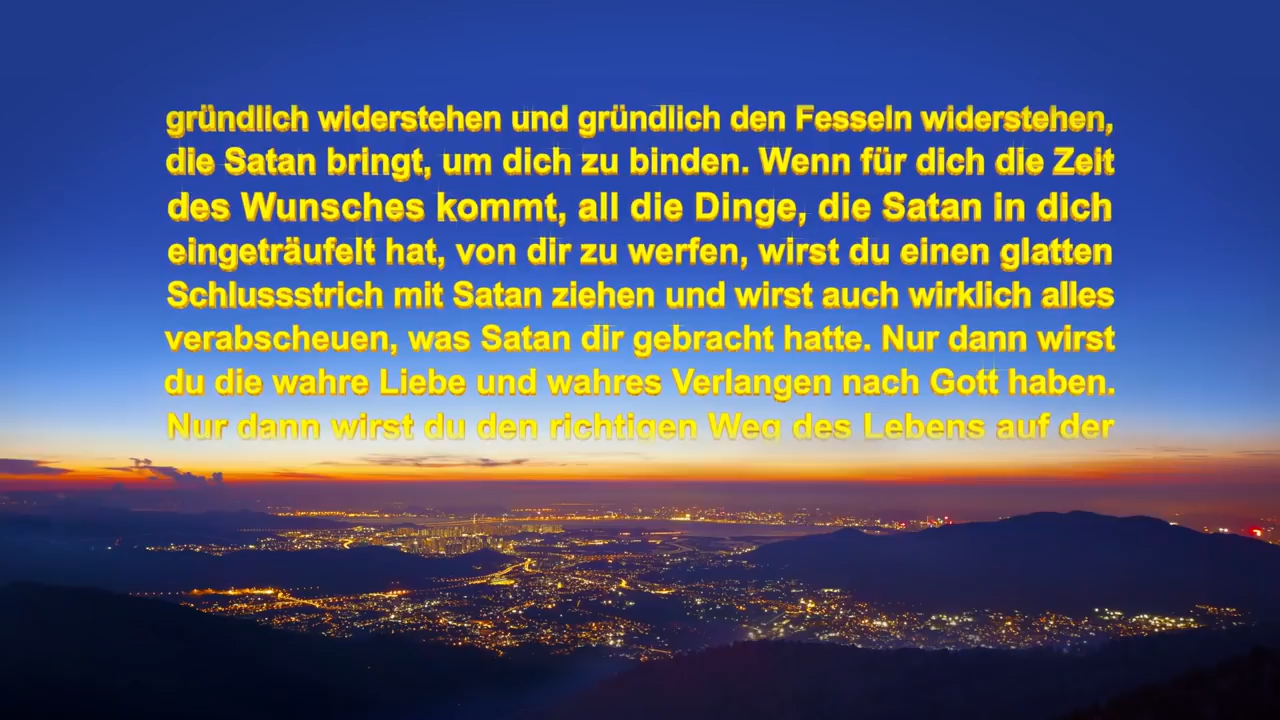 gründlich widerstehen und gründlich den Fesseln widerstehen,
die Satan bringt, um dich zu binden. Wenn für dich die Zeit
des Wunsches kommt, all die Dinge, die Satan in dich
eingeträufelt hat, von dir zu werfen, wirst du einen glatten
Schlussstrich mit Satan ziehen und wirst auch wirklich alles
verabscheuen, was Satan dir gebracht hatte. Nur dann wirst
du die wahre Liebe und wahres Verlangen nach Gott haben.
Nur dann wirst du den richtigen Weg des Lebens auf der